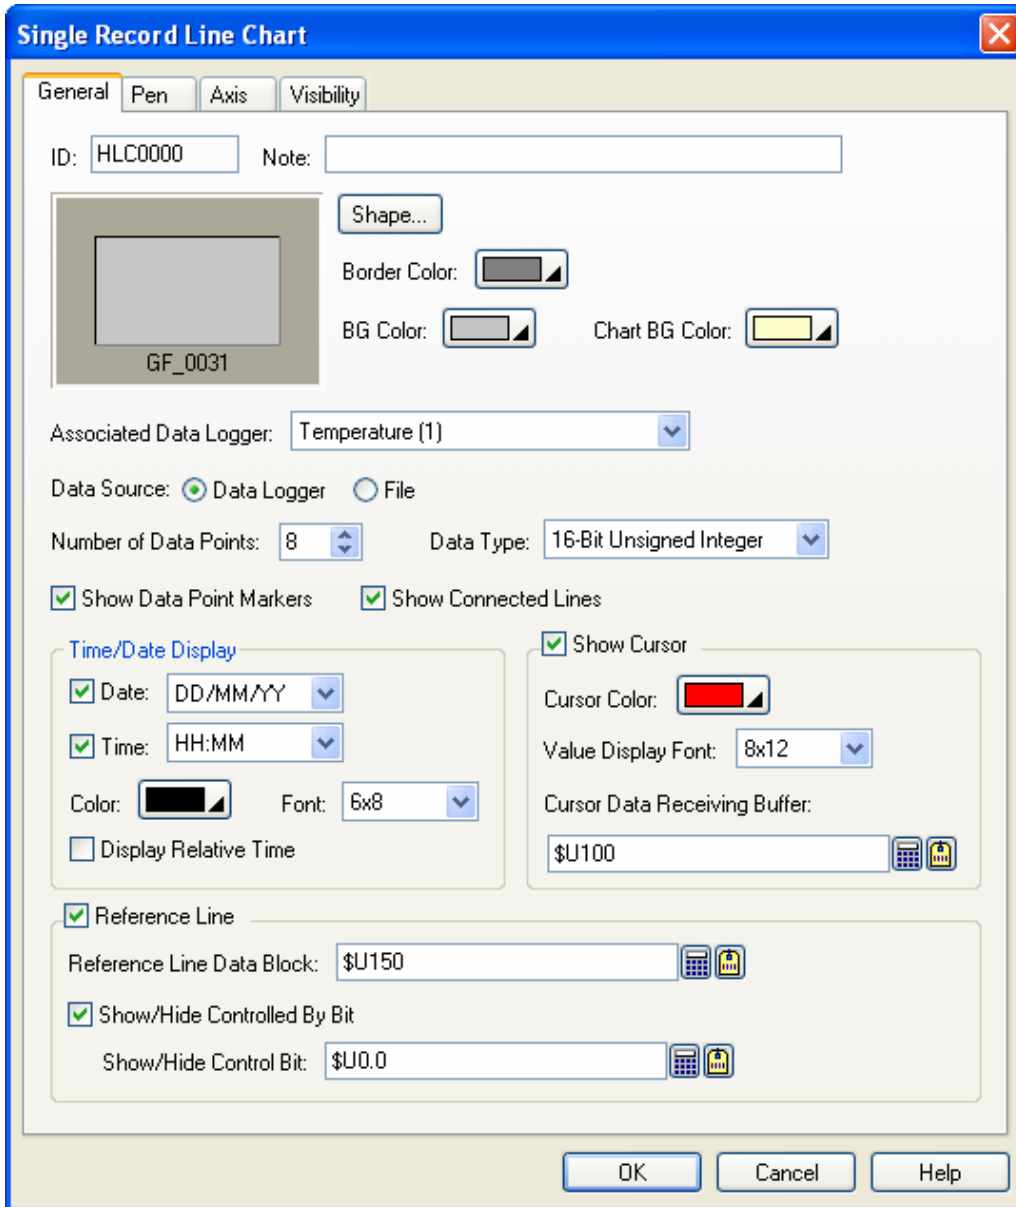 Single Record Line Chart
General Pen Axis Visibility
ID: HLC0000 Note:
Shape...
Border Color:
BG Color: Chart BG Color:
GF_0031
Associated Data Logger: Temperature (1)
Data Source: Data Logger File
Number of Data Points: 8 Data Type: 16-Bit Unsigned Integer
Show Data Point Markers Show Connected Lines
Time/Date Display
Date: DD/MM/YY
Time: HH:MM
Color: Font: 6x8
Display Relative Time
Show Cursor
Cursor Color:
Value Display Font: 8x12
Cursor Data Receiving Buffer:
$U100
Reference Line
Reference Line Data Block: $U150
Show/Hide Controlled By Bit
Show/Hide Control Bit: $U0.0
OK Cancel Help